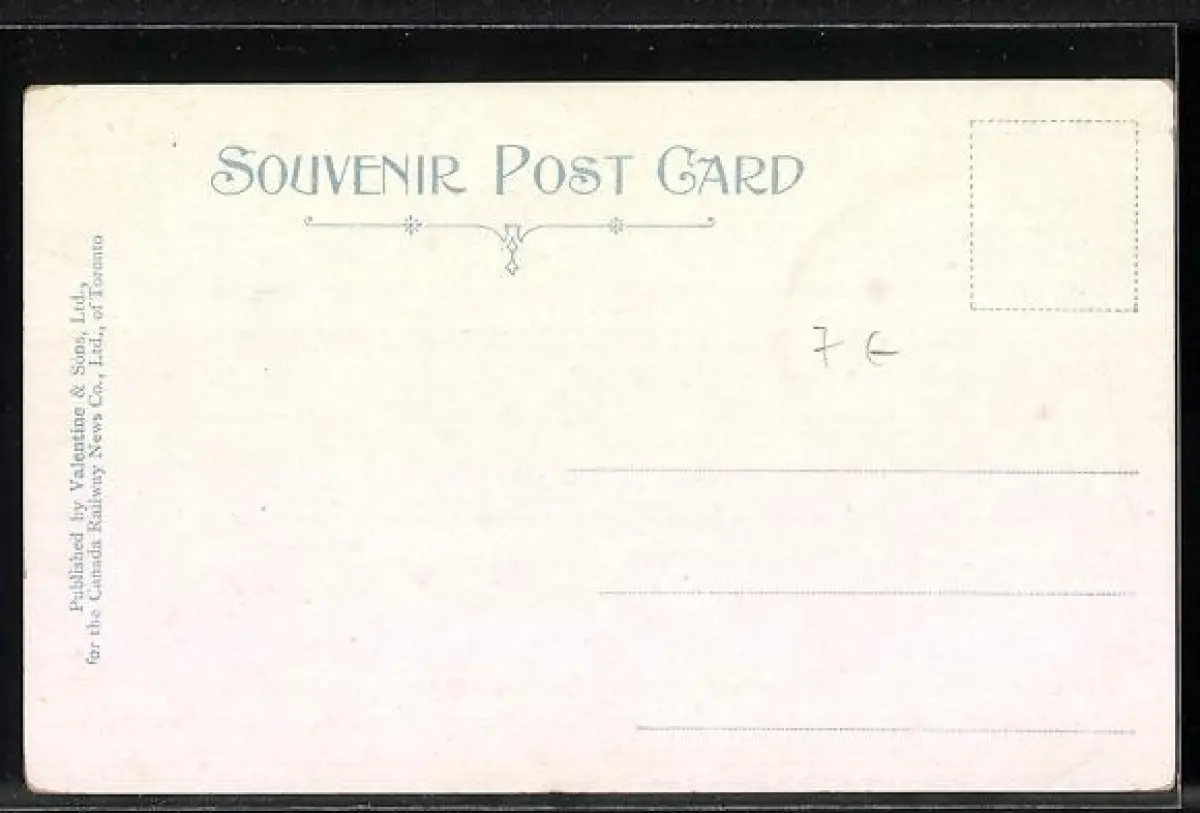 SOUVENIR POST CARD
7 €
Published by Valentine & Sons, Ltd.,
for the Canada Railway News Co., Ltd., of Toronto